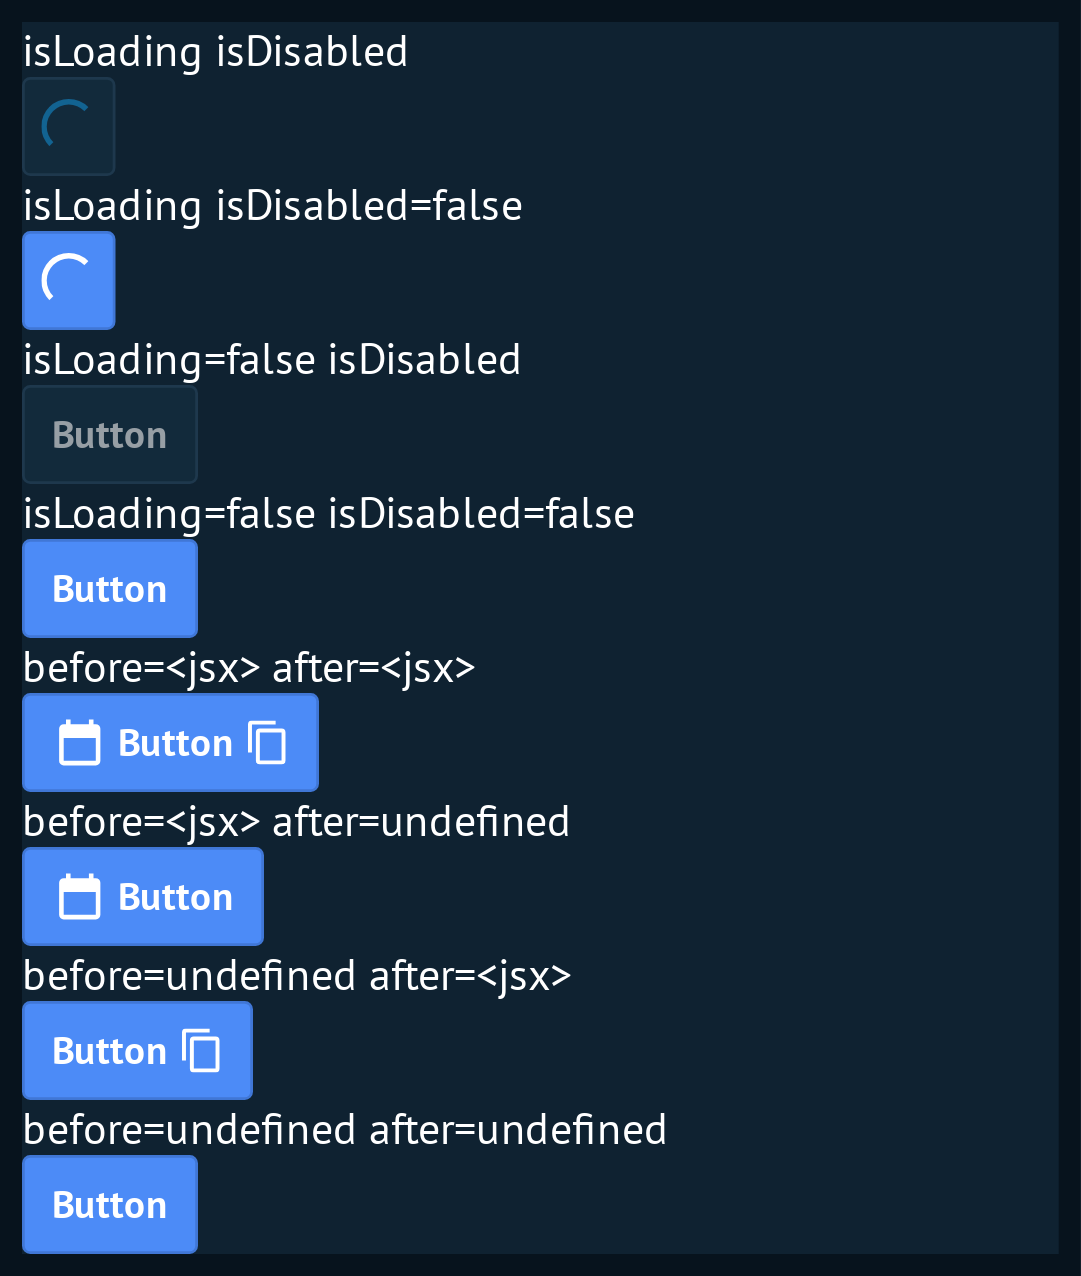 isLoading isDisabled
isLoading isDisabled=false
isLoading=false isDisabled
Button
isLoading=false isDisabled=false
Button
before=<jsx> after=<jsx>
Button
before=<jsx> after=undefined
Button
before=undefined after=<jsx>
Button
before=undefined after=undefined
Button